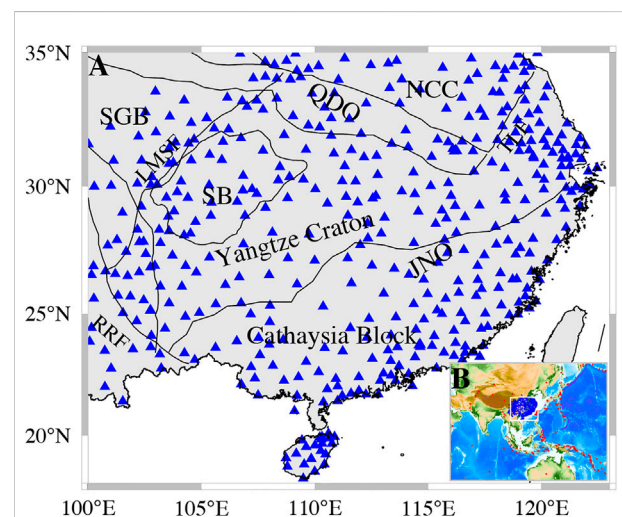 35°N
A
NCC
QDO
SGB
TLF
LMSF
30°N
SB
Yangtze Craton
JNO
25°N
RRF
Cathaysia Block
B
20°N
100°E 105°E 110°E 115°E 120°E